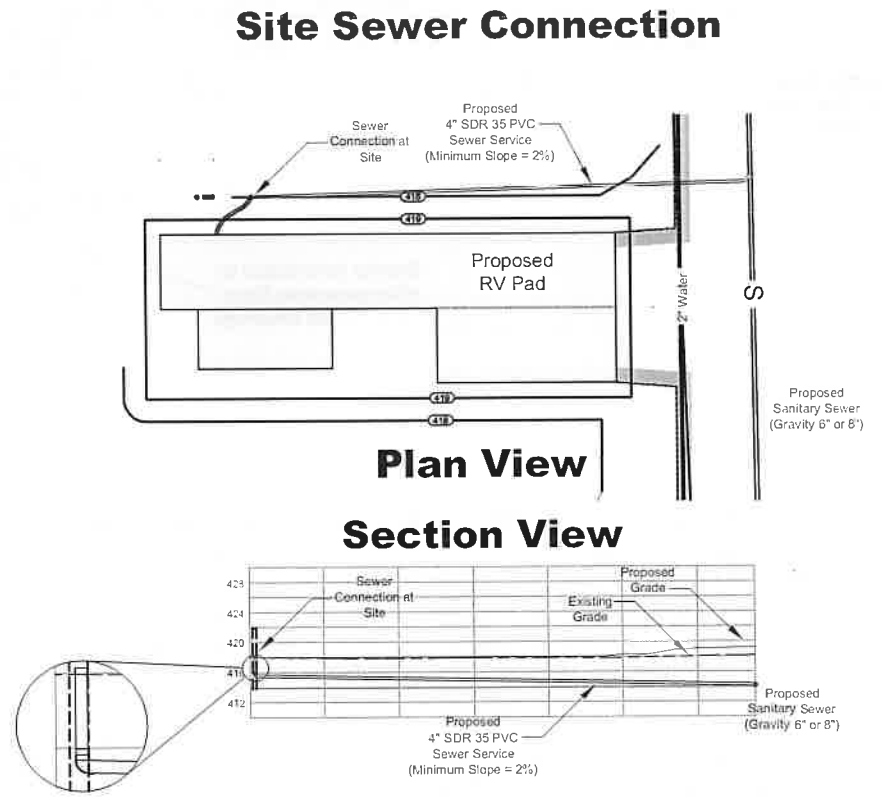 Site Sewer Connection
Proposed
4" SDR 35 PVC
Sewer Service
(Minimum Slope = 2%)
Sewer
Connection at
Site
418
419
Proposed
RV Pad
2" Water
S
Proposed
Sanitary Sewer
(Gravity 6" or 8")
419
418
Plan View
Section View
428
424
420
416
412
Sewer
Connection at
Site
Proposed
Grade
Existing
Grade
Proposed
Sanitary Sewer
(Gravity 6" or 8")
Proposed
4" SDR 35 PVC
Sewer Service
(Minimum Slope = 2%)